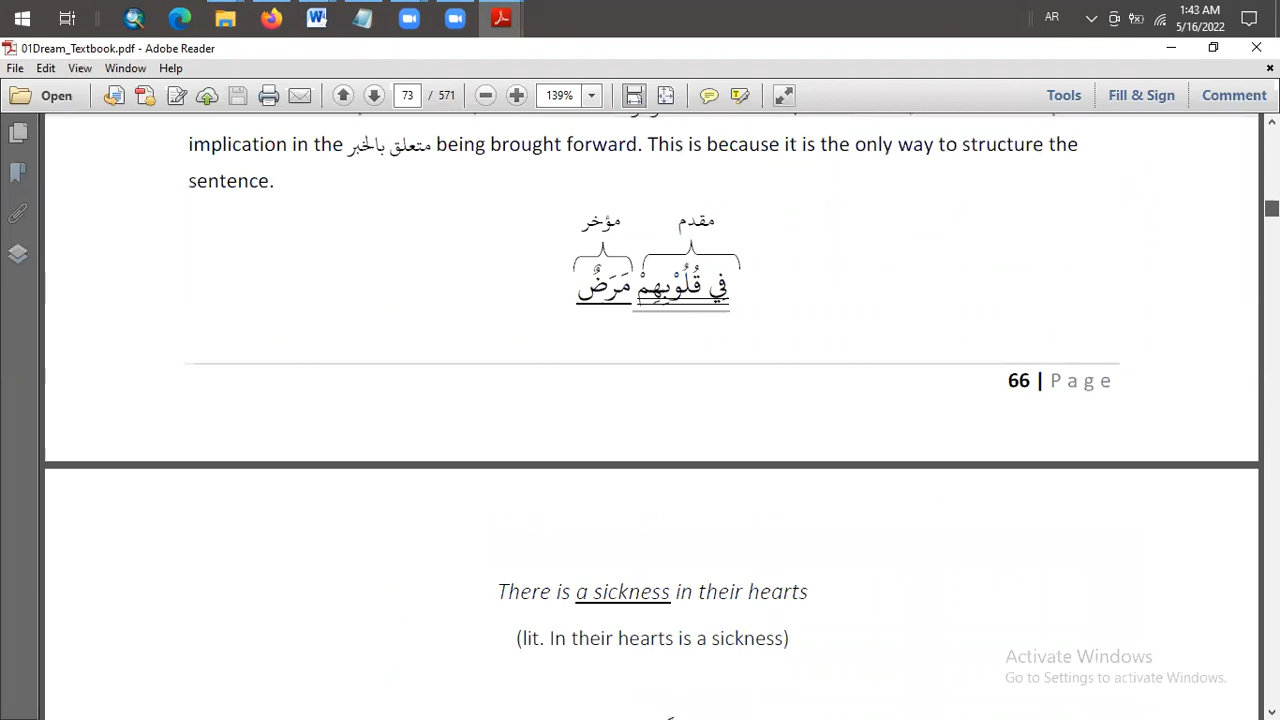 1:43 AM
AR
5/16/2022
01Dream_Textbook.pdf - Adobe Reader
File Edit View Window Help
Open 73 / 571 139% Tools Fill & Sign Comment
implication in the متعلق بالخبر being brought forward. This is because it is the only way to structure the
sentence.
مقدم مؤخر
فِي قُلُوْبِهِمْ مَرَضٌ
66 | Page
There is a sickness in their hearts
(lit. In their hearts is a sickness)
Activate Windows
Go to Settings to activate Windows.